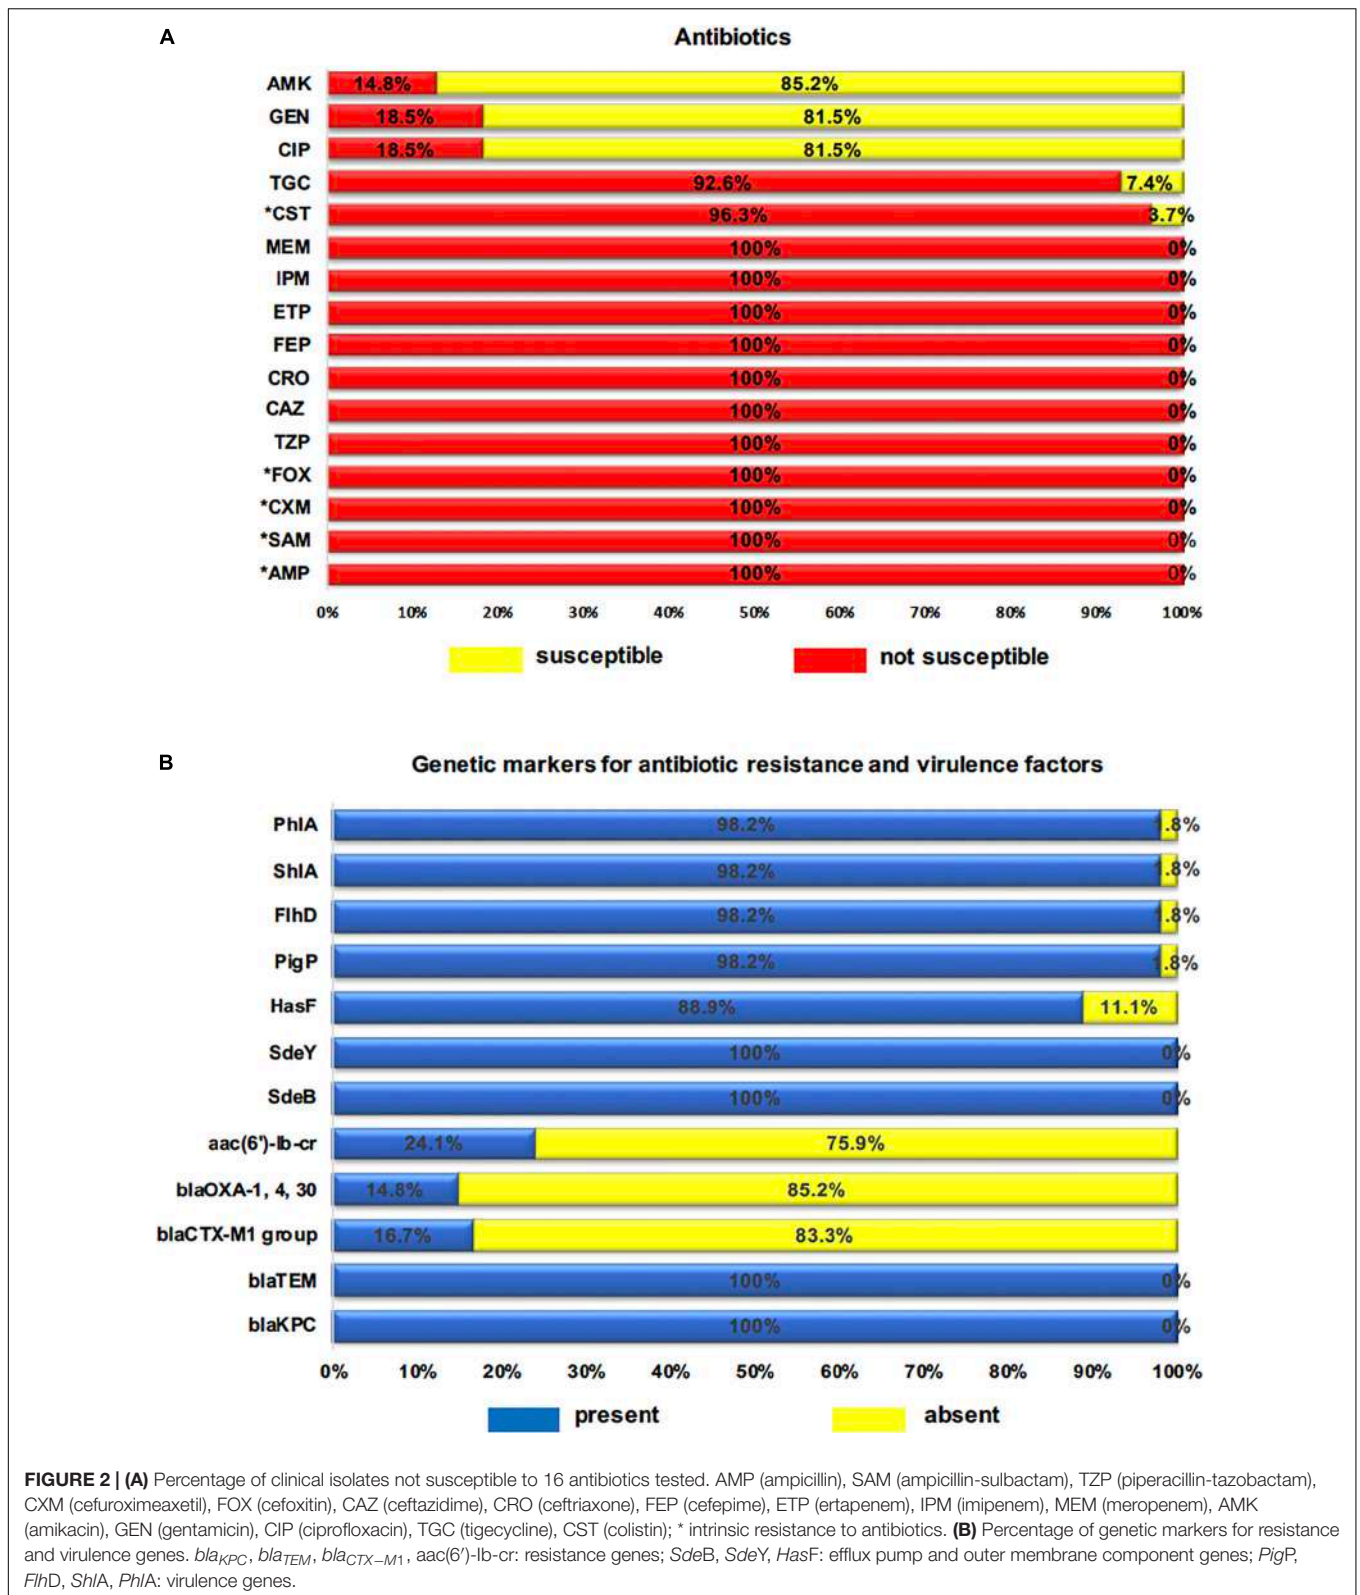 A
Antibiotics
AMK 14.8% 85.2%
GEN 18.5% 81.5%
CIP 18.5% 81.5%
TGC 92.6% 7.4%
*CST 96.3% 3.7%
MEM 100% 0%
IPM 100% 0%
ETP 100% 0%
FEP 100% 0%
CRO 100% 0%
CAZ 100% 0%
TZP 100% 0%
*FOX 100% 0%
*CXM 100% 0%
*SAM 100% 0%
*AMP 100% 0%
0% 10% 20% 30% 40% 50% 60% 70% 80% 90% 100%
susceptible not susceptible
B
Genetic markers for antibiotic resistance and virulence factors
PhlA 98.2% 1.8%
ShlA 98.2% 1.8%
FlhD 98.2% 1.8%
PigP 98.2% 1.8%
HasF 88.9% 11.1%
SdeY 100% 0%
SdeB 100% 0%
aac(6')-Ib-cr 24.1% 75.9%
blaOXA-1, 4, 30 14.8% 85.2%
blaCTX-M1 group 16.7% 83.3%
blaTEM 100% 0%
blaKPC 100% 0%
0% 10% 20% 30% 40% 50% 60% 70% 80% 90% 100%
present absent
FIGURE 2 | (A) Percentage of clinical isolates not susceptible to 16 antibiotics tested. AMP (ampicillin), SAM (ampicillin-sulbactam), TZP (piperacillin-tazobactam),
CXM (cefuroximeaxetil), FOX (cefoxitin), CAZ (ceftazidime), CRO (ceftriaxone), FEP (cefepime), ETP (ertapenem), IPM (imipenem), MEM (meropenem), AMK
(amikacin), GEN (gentamicin), CIP (ciprofloxacin), TGC (tigecycline), CST (colistin); * intrinsic resistance to antibiotics. (B) Percentage of genetic markers for resistance
and virulence genes. blaKPC, blaTEM, blaCTX−M1, aac(6′)-Ib-cr: resistance genes; SdeB, SdeY, HasF: efflux pump and outer membrane component genes; PigP,
FlhD, ShlA, PhlA: virulence genes.